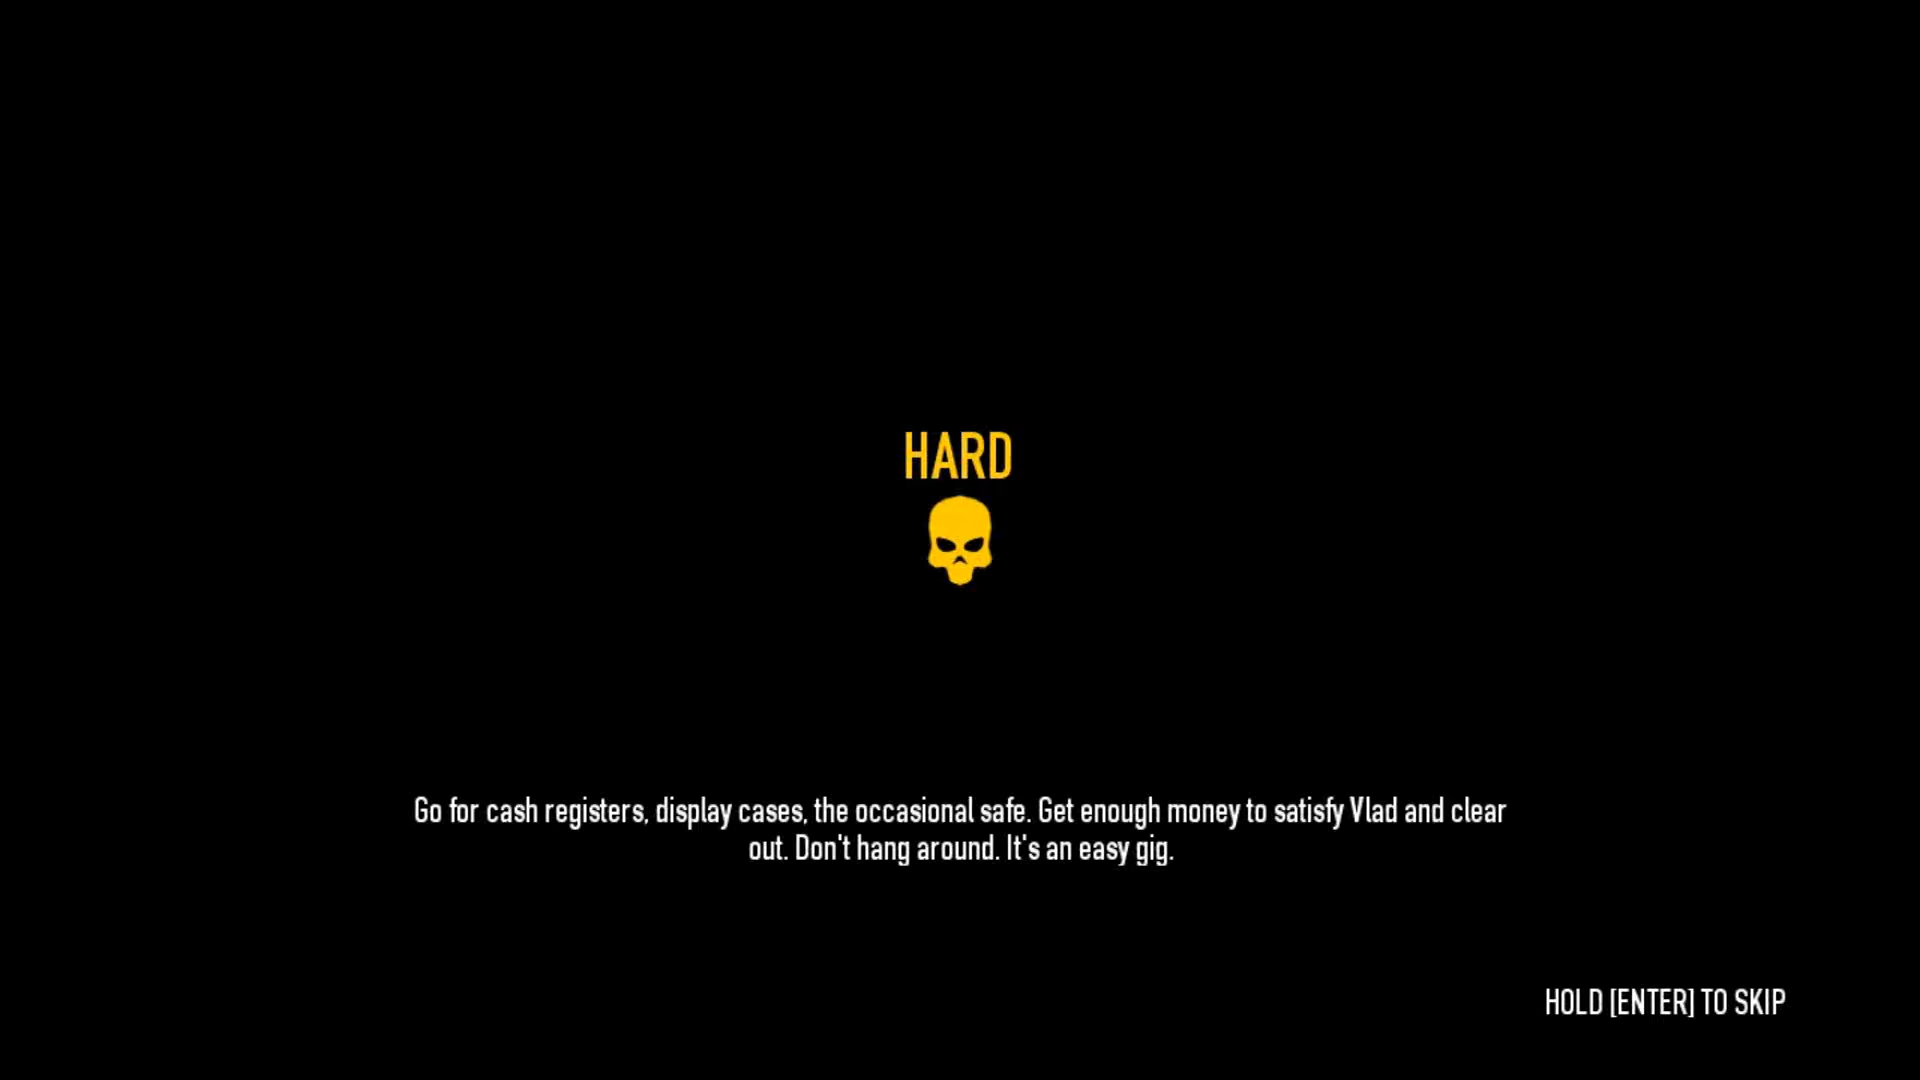 HARD
Go for cash registers, display cases, the occasional safe. Get enough money to satisfy Vlad and clear
out. Don't hang around. It's an easy gig.
HOLD [ENTER] TO SKIP